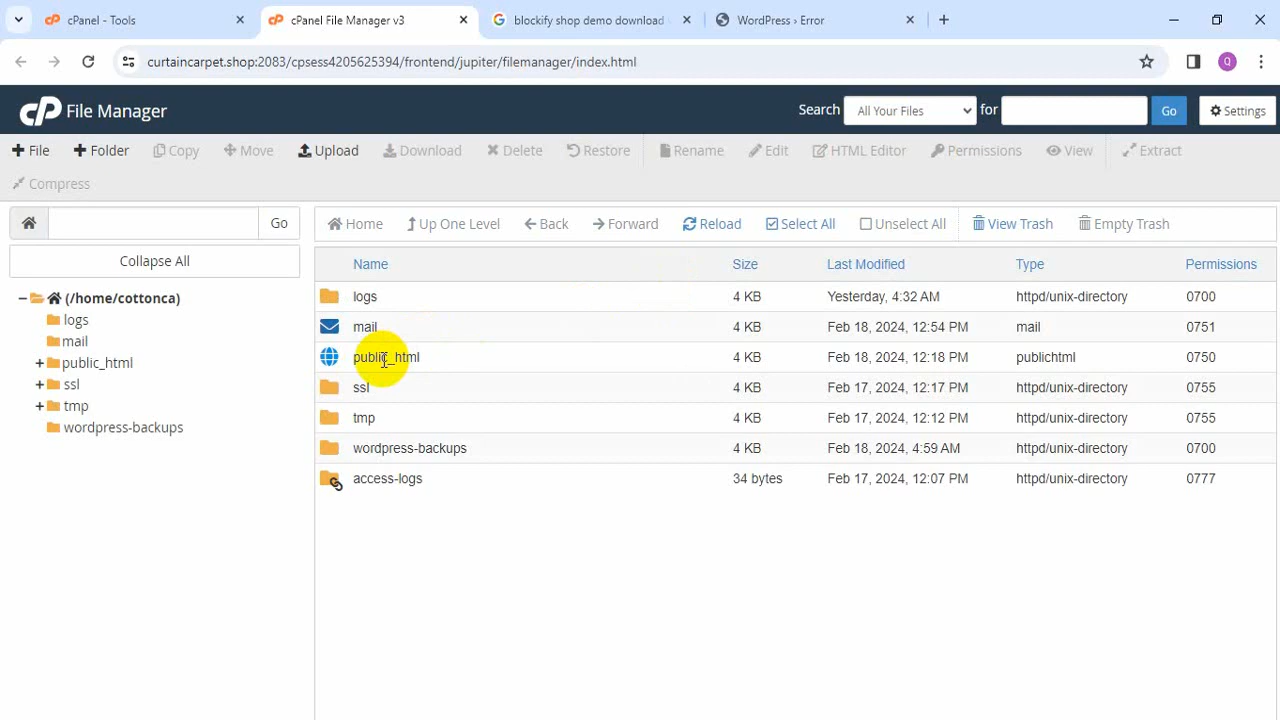 cPanel - Tools
cPanel File Manager v3
blockify shop demo download
WordPress › Error
curtaincarpet.shop:2083/cpsess4205625394/frontend/jupiter/filemanager/index.html
Q
cP File Manager
Search All Your Files for Go Settings
+ File + Folder Copy Move Upload Download Delete Restore Rename Edit HTML Editor Permissions View Extract
Compress
Go
Home Up One Level Back Forward Reload Select All Unselect All View Trash Empty Trash
Collapse All
(/home/cottonca)
logs
mail
public_html
ssl
tmp
wordpress-backups
Name Size Last Modified Type Permissions
logs 4 KB Yesterday, 4:32 AM httpd/unix-directory 0700
mail 4 KB Feb 18, 2024, 12:54 PM mail 0751
public_html 4 KB Feb 18, 2024, 12:18 PM publichtml 0750
ssl 4 KB Feb 17, 2024, 12:17 PM httpd/unix-directory 0755
tmp 4 KB Feb 17, 2024, 12:12 PM httpd/unix-directory 0755
wordpress-backups 4 KB Feb 18, 2024, 4:59 AM httpd/unix-directory 0700
access-logs 34 bytes Feb 17, 2024, 12:07 PM httpd/unix-directory 0777